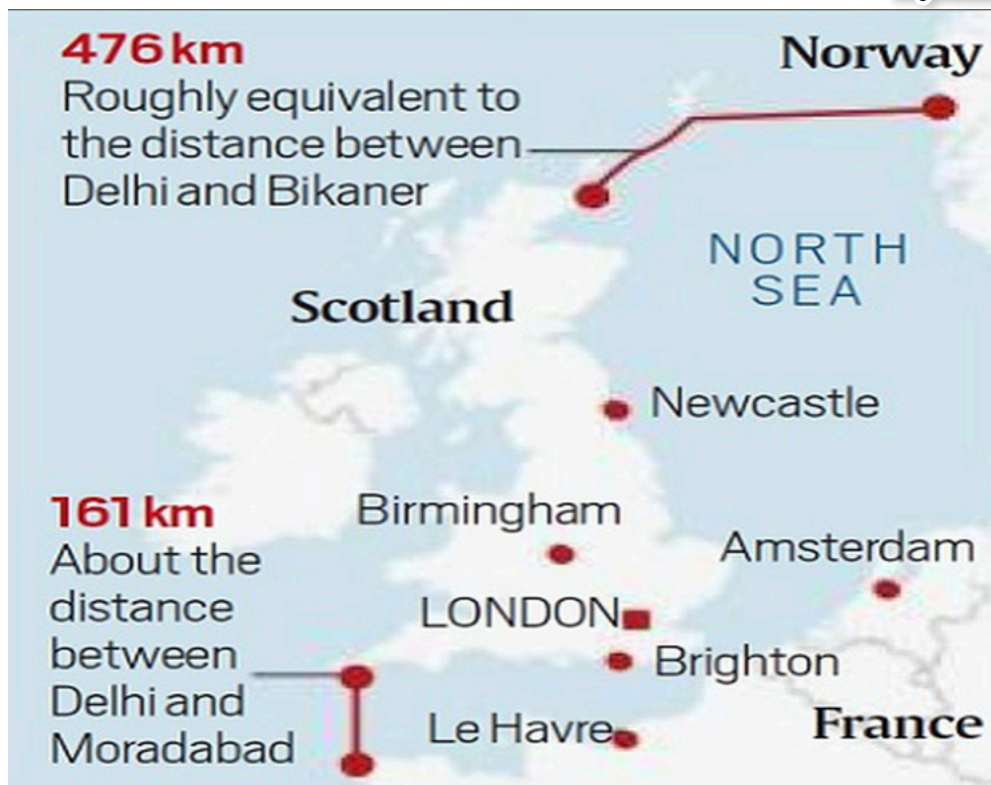 476 km
Roughly equivalent to
the distance between
Delhi and Bikaner
Norway
NORTH
SEA
Scotland
Newcastle
161 km
About the
distance
between
Delhi and
Moradabad
Birmingham
Amsterdam
LONDON
Brighton
Le Havre
France